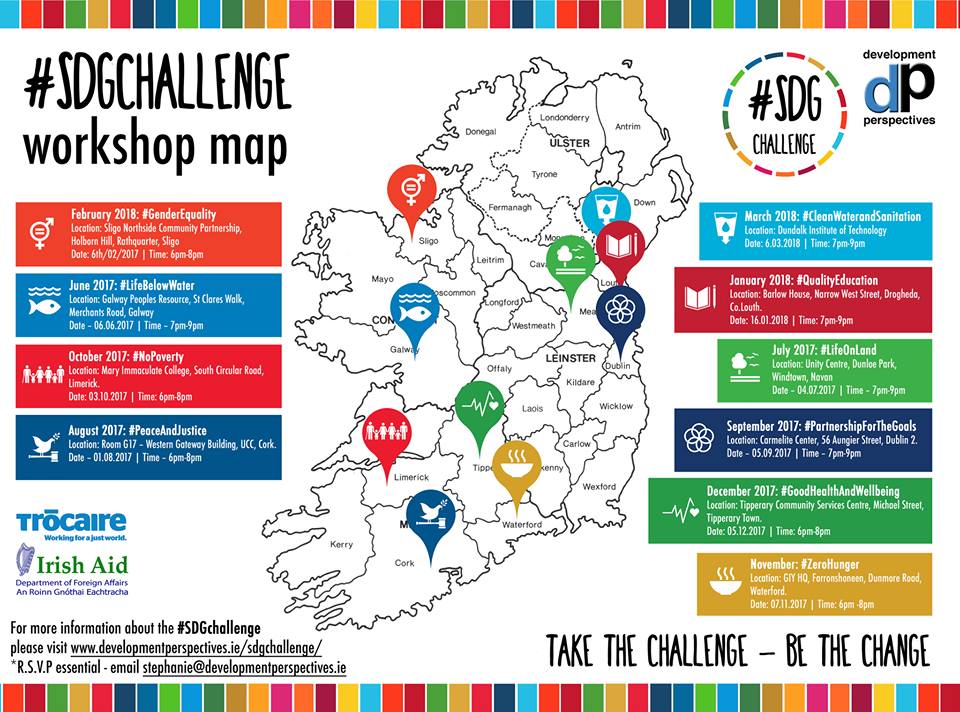 #SDGCHALLENGE
workshop map
#SDG
CHALLENGE
development
dp
perspectives
February 2018: #GenderEquality
Location: Sligo Northside Community Partnership,
Holborn Hill, Rathquarter, Sligo
Date: 6th/02/2017 | Time: 6pm-8pm
June 2017: #LifeBelowWater
Location: Galway Peoples Resource, St Clares Walk,
Merchants Road, Galway
Date – 06.06.2017 | Time – 7pm-9pm
October 2017: #NoPoverty
Location: Mary Immaculate College, South Circular Road,
Limerick.
Date: 03.10.2017 | Time: 6pm-8pm
August 2017: #PeaceAndJustice
Location: Room G17 – Western Gateway Building, UCC, Cork.
Date – 01.08.2017 | Time – 6pm-8pm
Donegal
Londonderry
Antrim
ULSTER
Tyrone
Fermanagh
Down
Sligo
Leitrim
Cav
Mayo
oscommon
Longford
Lou
Mea
CON
Westmeath
Galway
Offaly
LEINSTER
Dublin
Kildare
Laois
Wicklow
Carlow
Limerick
Tippe
kenny
Wexford
M
Waterford
Kerry
Cork
March 2018: #CleanWaterandSanitation
Location: Dundalk Institute of Technology
Date: 6.03.2018 | Time: 7pm-9pm
January 2018: #QualityEducation
Location: Barlow House, Narrow West Street, Drogheda,
Co.Louth.
Date: 16.01.2018 | Time: 7pm-9pm
July 2017: #LifeOnLand
Location: Unity Centre, Dunloe Park,
Windtown, Navan
Date – 04.07.2017 | Time – 7pm-9pm
September 2017: #PartnershipForTheGoals
Location: Carmelite Center, 56 Aungier Street, Dublin 2.
Date – 05.09.2017 | Time – 7pm-9pm
December 2017: #GoodHealthAndWellbeing
Location: Tipperary Community Services Centre, Michael Street,
Tipperary Town.
Date: 05.12.2017 | Time: 6pm-8pm
November: #ZeroHunger
Location: GIY HQ, Farronshoneen, Dunmore Road,
Waterford.
Date: 07.11.2017 | Time: 6pm -8pm
Trócaire
Working for a just world.
Irish Aid
Department of Foreign Affairs
An Roinn Gnóthaí Eachtracha
For more information about the #SDGchallenge
please visit www.developmentperspectives.ie/sdgchallenge/
*R.S.V.P essential - email stephanie@developmentperspectives.ie
TAKE THE CHALLENGE – BE THE CHANGE